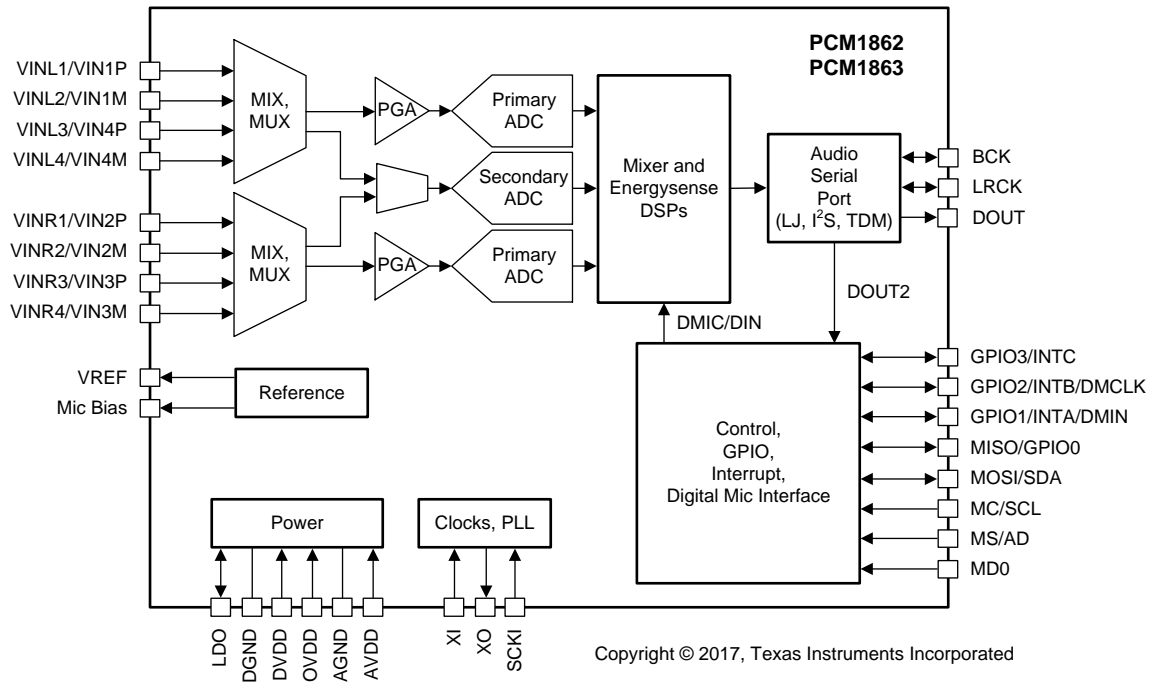 PCM1862
PCM1863
VINL1/VIN1P
VINL2/VIN1M
VINL3/VIN4P
VINL4/VIN4M
MIX,
MUX
PGA
Primary
ADC
Secondary
ADC
VINR1/VIN2P
VINR2/VIN2M
VINR3/VIN3P
VINR4/VIN3M
MIX,
MUX
PGA
Primary
ADC
Mixer and
Energysense
DSPs
Audio
Serial
Port
(LJ, I²S, TDM)
BCK
LRCK
DOUT
DOUT2
DMIC/DIN
VREF
Mic Bias
Reference
Control,
GPIO,
Interrupt,
Digital Mic Interface
GPIO3/INTC
GPIO2/INTB/DMCLK
GPIO1/INTA/DMIN
MISO/GPIO0
MOSI/SDA
MC/SCL
MS/AD
MD0
Power
Clocks, PLL
LDO
DGND
DVDD
OVDD
AGND
AVDD
XI
XO
SCKI
Copyright © 2017, Texas Instruments Incorporated